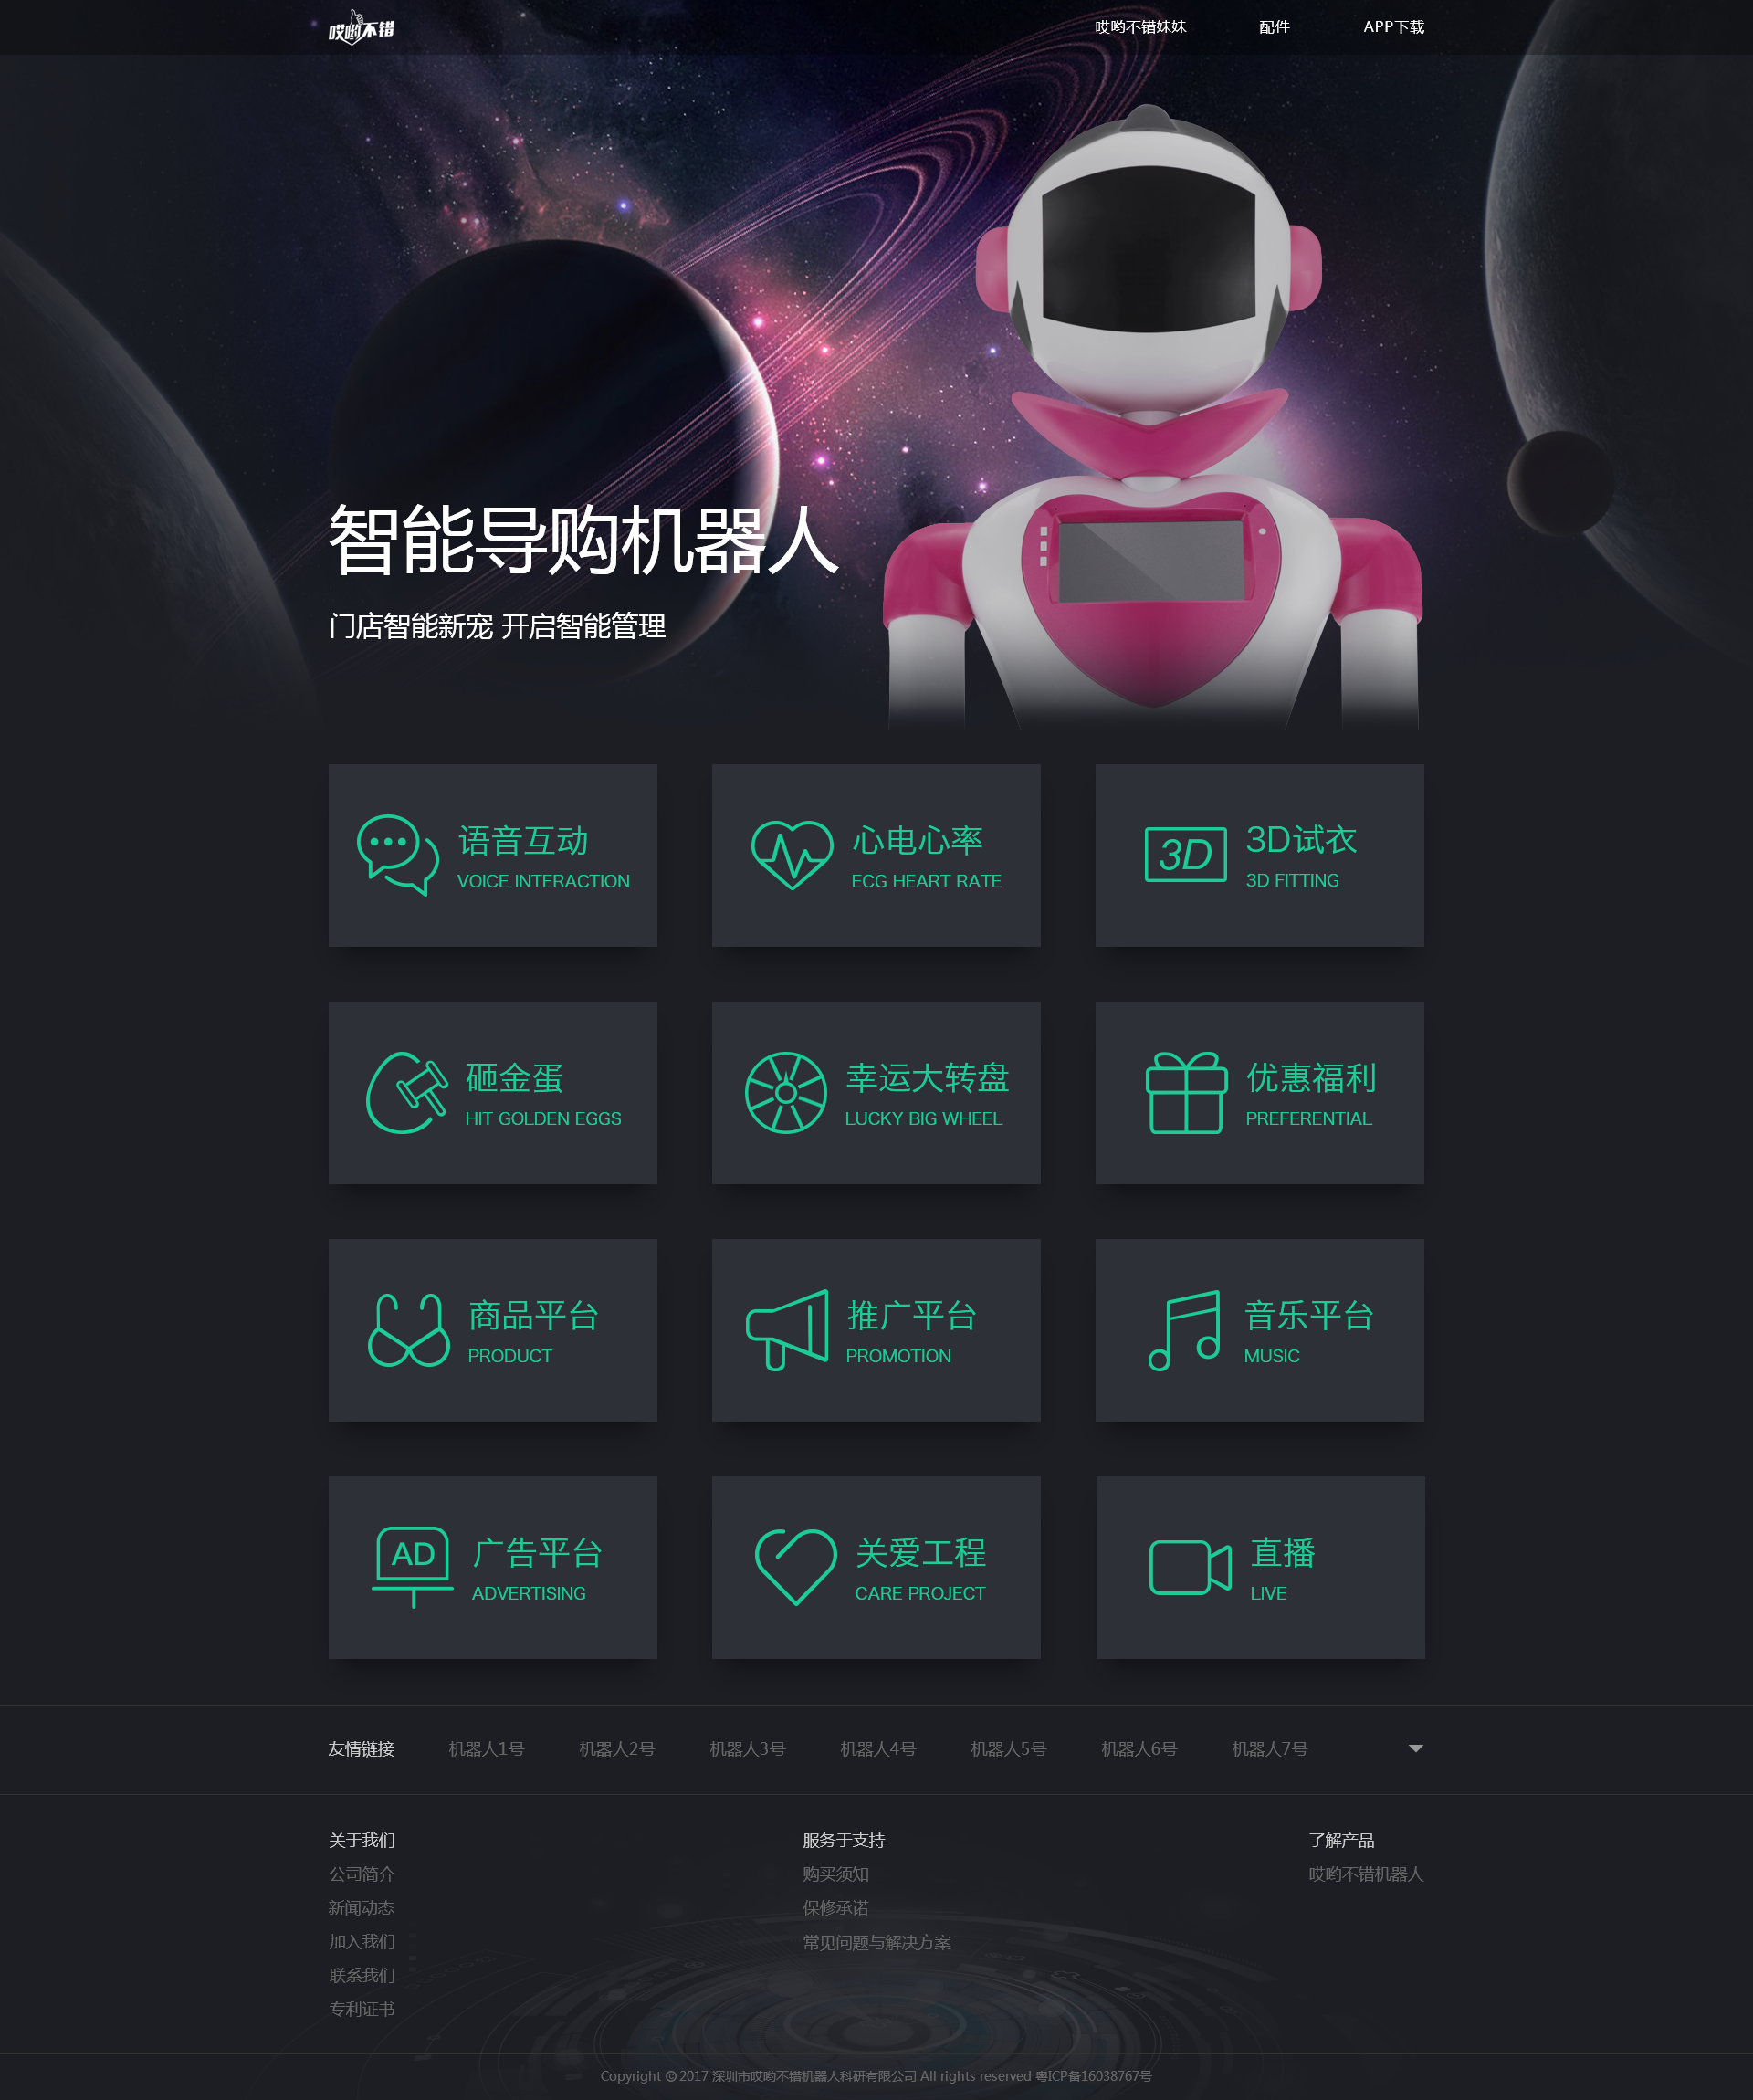 哎哟不错
哎哟不错妹妹 配件 APP下载
智能导购机器人
门店智能新宠 开启智能管理
语音互动
VOICE INTERACTION
心电心率
ECG HEART RATE
3D
3D试衣
3D FITTING
砸金蛋
HIT GOLDEN EGGS
幸运大转盘
LUCKY BIG WHEEL
优惠福利
PREFERENTIAL
商品平台
PRODUCT
推广平台
PROMOTION
音乐平台
MUSIC
AD
广告平台
ADVERTISING
关爱工程
CARE PROJECT
直播
LIVE
友情链接 机器人1号 机器人2号 机器人3号 机器人4号 机器人5号 机器人6号 机器人7号
关于我们
公司简介
新闻动态
加入我们
联系我们
专利证书
服务于支持
购买须知
保修承诺
常见问题与解决方案
了解产品
哎哟不错机器人
Copyright © 2017 深圳市哎哟不错机器人科研有限公司 All rights reserved 粤ICP备16038767号